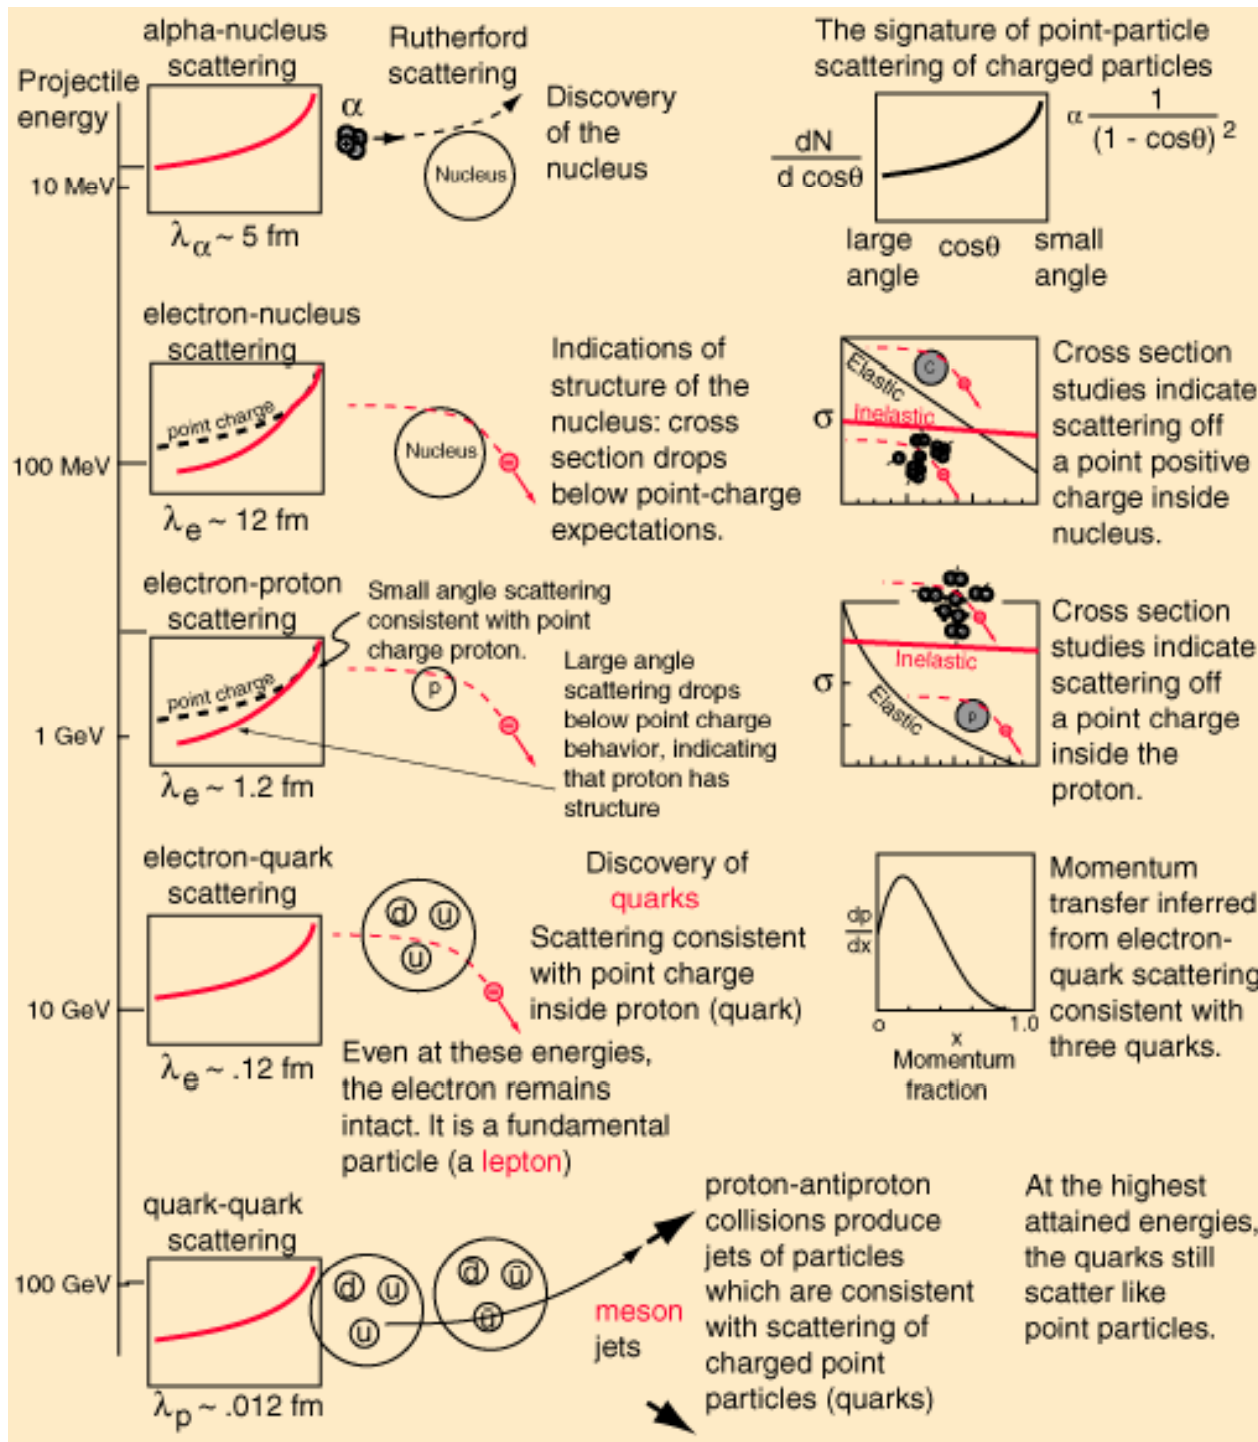 Projectile
energy
alpha-nucleus
scattering
λα ~ 5 fm
10 MeV
Rutherford
scattering
α
Nucleus
Discovery
of the
nucleus
The signature of point-particle
scattering of charged particles
dN
d cosθ
α 1
(1 - cosθ) 2
large
angle
cosθ
small
angle
electron-nucleus
scattering
point charge
100 MeV
λe ~ 12 fm
Nucleus
Indications of
structure of the
nucleus: cross
section drops
below point-charge
expectations.
σ
Elastic
C
Inelastic
Cross section
studies indicate
scattering off
a point positive
charge inside
nucleus.
electron-proton
scattering
point charge
1 GeV
λe ~ 1.2 fm
Small angle scattering
consistent with point
charge proton.
p
Large angle
scattering drops
below point charge
behavior, indicating
that proton has
structure
σ
Inelastic
Elastic
p
Cross section
studies indicate
scattering off
a point charge
inside the
proton.
electron-quark
scattering
10 GeV
λe ~ .12 fm
d u
u
Discovery of
quarks
Scattering consistent
with point charge
inside proton (quark)
Even at these energies,
the electron remains
intact. It is a fundamental
particle (a lepton)
dp
dx
0 1.0
x
Momentum
fraction
Momentum
transfer inferred
from electron-
quark scattering
consistent with
three quarks.
quark-quark
scattering
100 GeV
λp ~ .012 fm
d u
u
d̄ ū
ū
meson
jets
proton-antiproton
collisions produce
jets of particles
which are consistent
with scattering of
charged point
particles (quarks)
At the highest
attained energies,
the quarks still
scatter like
point particles.